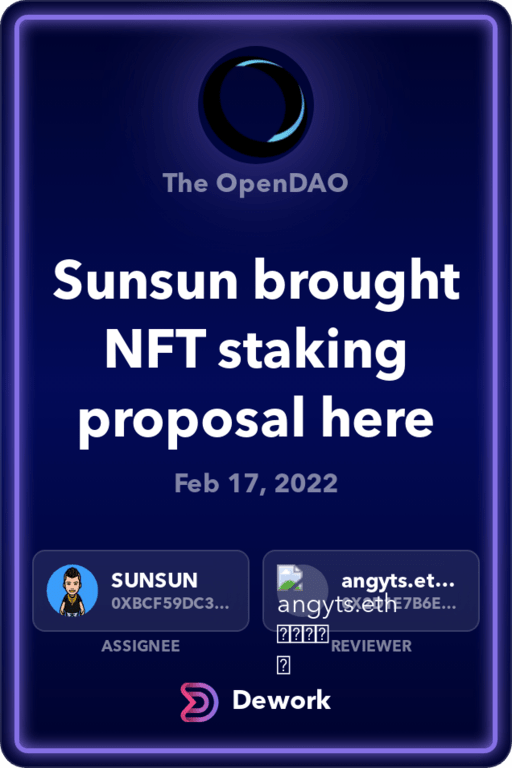 The OpenDAO
Sunsun brought
NFT staking
proposal here
Feb 17, 2022
SUNSUN
0XBCF59DC3...
angyts.et...
angyts.eth
ASSIGNEE
REVIEWER
Dework